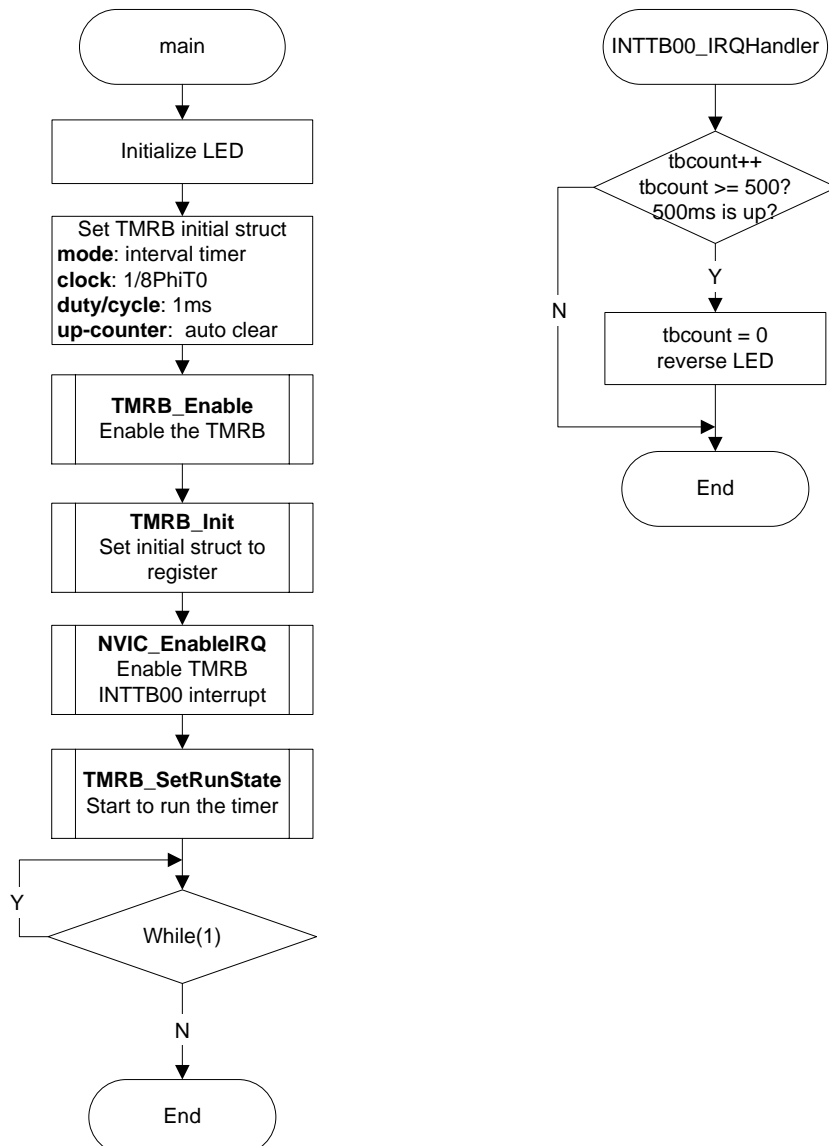 main
Initialize LED
Set TMRB initial struct
mode: interval timer
clock: 1/8PhiT0
duty/cycle: 1ms
up-counter:  auto clear
TMRB_Enable
Enable the TMRB
TMRB_Init
Set initial struct to
register
NVIC_EnableIRQ
Enable TMRB
INTTB00 interrupt
TMRB_SetRunState
Start to run the timer
Y
While(1)
N
End
INTTB00_IRQHandler
tbcount++
tbcount >= 500?
500ms is up?
Y
N
tbcount = 0
reverse LED
End